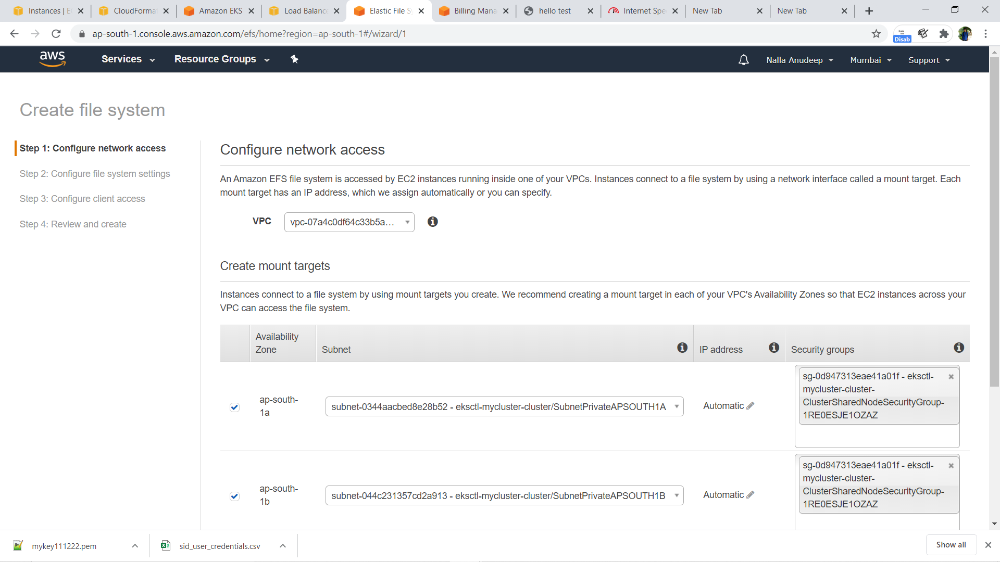 Instances | E
CloudForma
Amazon EKS
Load Balance
Elastic File Sy
Billing Mana
hello test
Internet Spe
New Tab
New Tab
ap-south-1.console.aws.amazon.com/efs/home?region=ap-south-1#/wizard/1
Disab
aws
Services
Resource Groups
Nalla Anudeep
Mumbai
Support
Create file system
Step 1: Configure network access
Step 2: Configure file system settings
Step 3: Configure client access
Step 4: Review and create
Configure network access
An Amazon EFS file system is accessed by EC2 instances running inside one of your VPCs. Instances connect to a file system by using a network interface called a mount target. Each
mount target has an IP address, which we assign automatically or you can specify.
VPC
vpc-07a4c0df64c33b5a...
Create mount targets
Instances connect to a file system by using mount targets you create. We recommend creating a mount target in each of your VPC's Availability Zones so that EC2 instances across your
VPC can access the file system.
Availability
Zone
Subnet
IP address
Security groups
ap-south-
1a
subnet-0344aacbed8e28b52 - eksctl-mycluster-cluster/SubnetPrivateAPSOUTH1A
Automatic
sg-0d947313eae41a01f - eksctl-
mycluster-cluster-
ClusterSharedNodeSecurityGroup-
1RE0ESJE1OZAZ
ap-south-
1b
subnet-044c231357cd2a913 - eksctl-mycluster-cluster/SubnetPrivateAPSOUTH1B
Automatic
sg-0d947313eae41a01f - eksctl-
mycluster-cluster-
ClusterSharedNodeSecurityGroup-
1RE0ESJE1OZAZ
mykey111222.pem
sid_user_credentials.csv
Show all